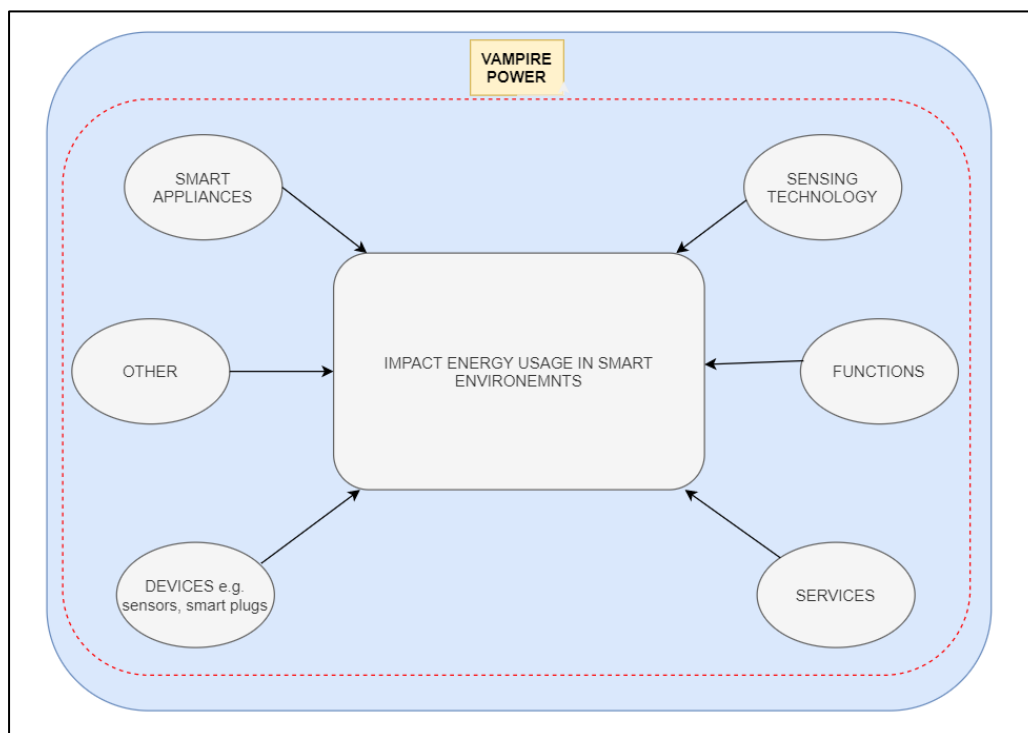 VAMPIRE
POWER
SMART
APPLIANCES
SENSING
TECHNOLOGY
OTHER
IMPACT ENERGY USAGE IN SMART
ENVIRONEMNTS
FUNCTIONS
DEVICES e.g.
sensors, smart plugs
SERVICES